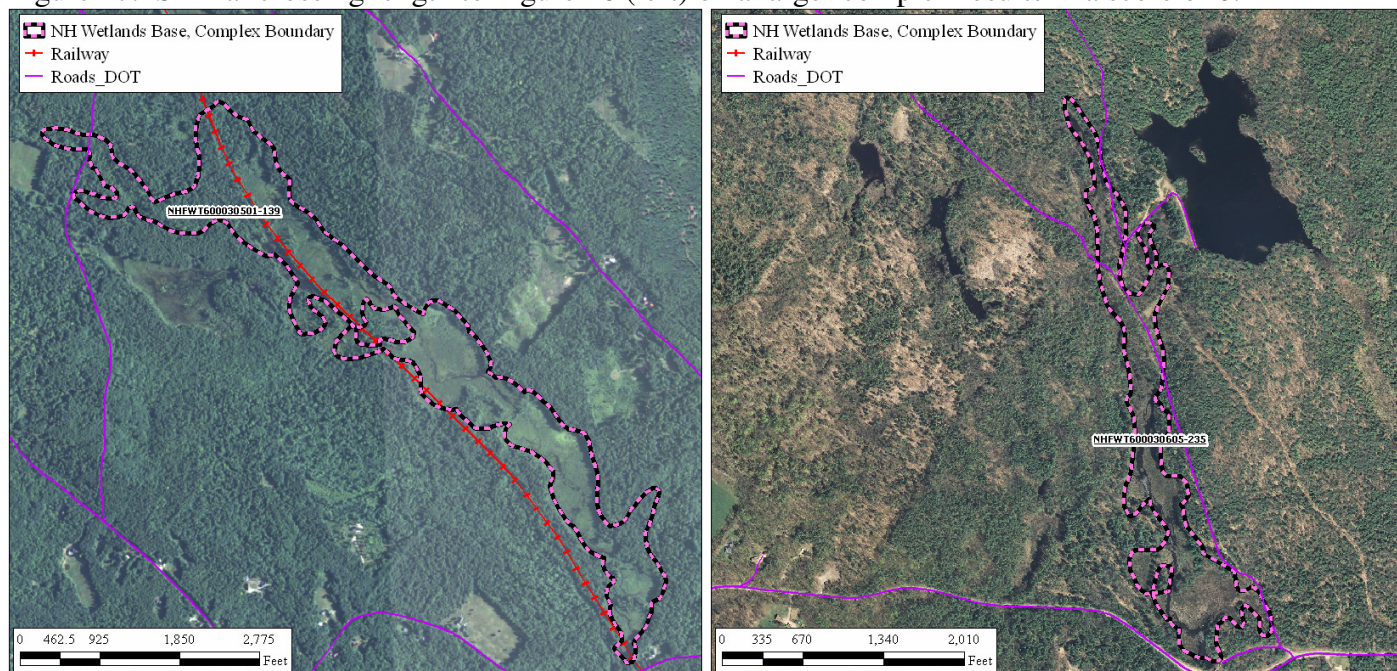 NH Wetlands Base, Complex Boundary
Railway
Roads_DOT
NHFWT600030501-139
0 462.5 925 1,850 2,775
Feet
NH Wetlands Base, Complex Boundary
Railway
Roads_DOT
NHFWT600030605-235
0 335 670 1,340 2,010
Feet